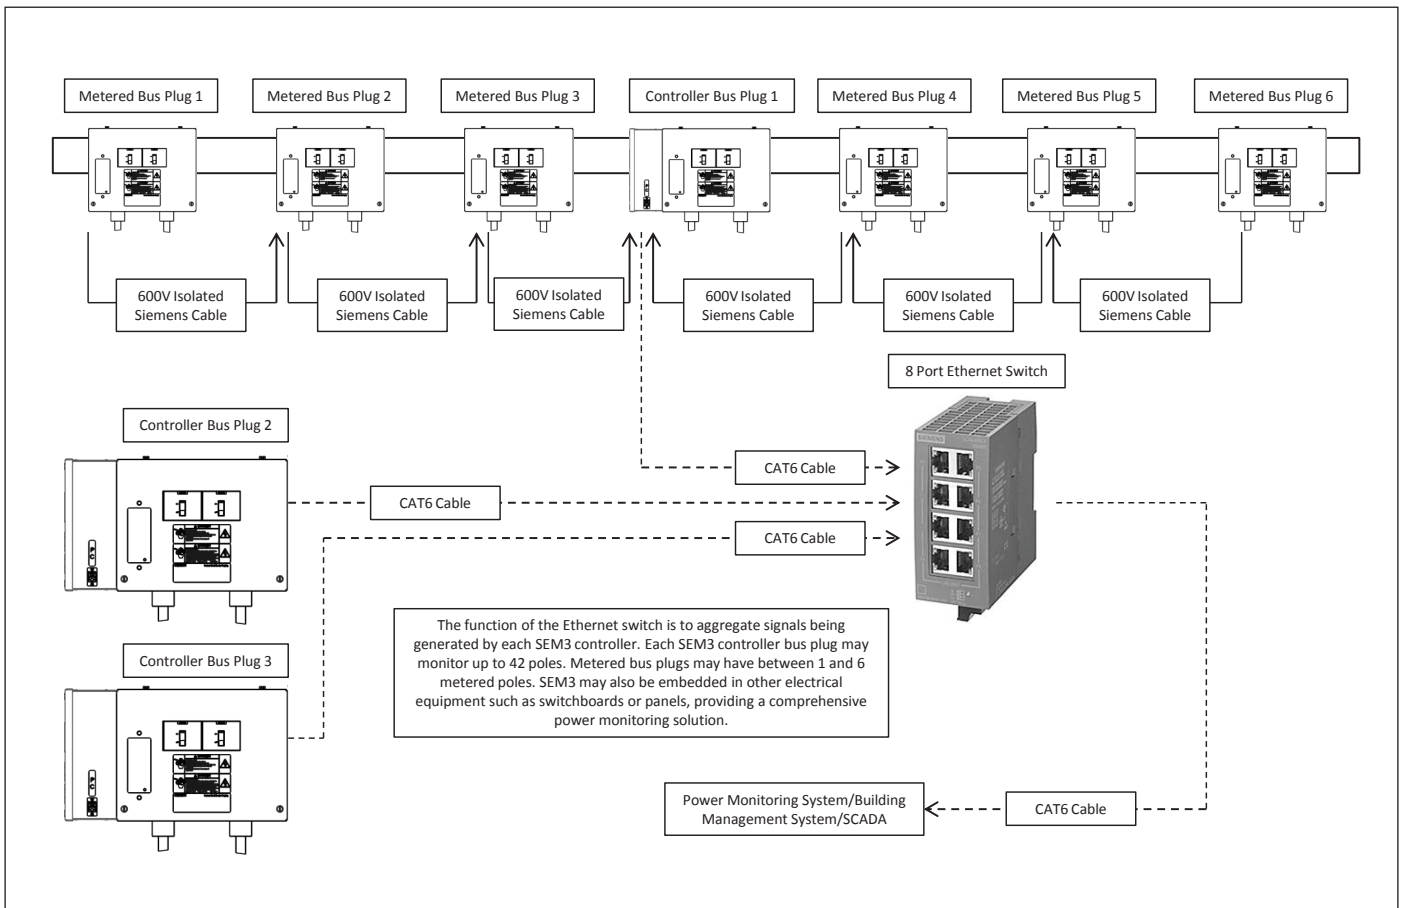 Metered Bus Plug 1
Metered Bus Plug 2
Metered Bus Plug 3
Controller Bus Plug 1
Metered Bus Plug 4
Metered Bus Plug 5
Metered Bus Plug 6
600V Isolated
Siemens Cable
600V Isolated
Siemens Cable
600V Isolated
Siemens Cable
600V Isolated
Siemens Cable
600V Isolated
Siemens Cable
600V Isolated
Siemens Cable
8 Port Ethernet Switch
SIEMENS
Controller Bus Plug 2
CAT6 Cable
CAT6 Cable
CAT6 Cable
Controller Bus Plug 3
The function of the Ethernet switch is to aggregate signals being
generated by each SEM3 controller. Each SEM3 controller bus plug may
monitor up to 42 poles. Metered bus plugs may have between 1 and 6
metered poles. SEM3 may also be embedded in other electrical
equipment such as switchboards or panels, providing a comprehensive
power monitoring solution.
Power Monitoring System/Building
Management System/SCADA
CAT6 Cable